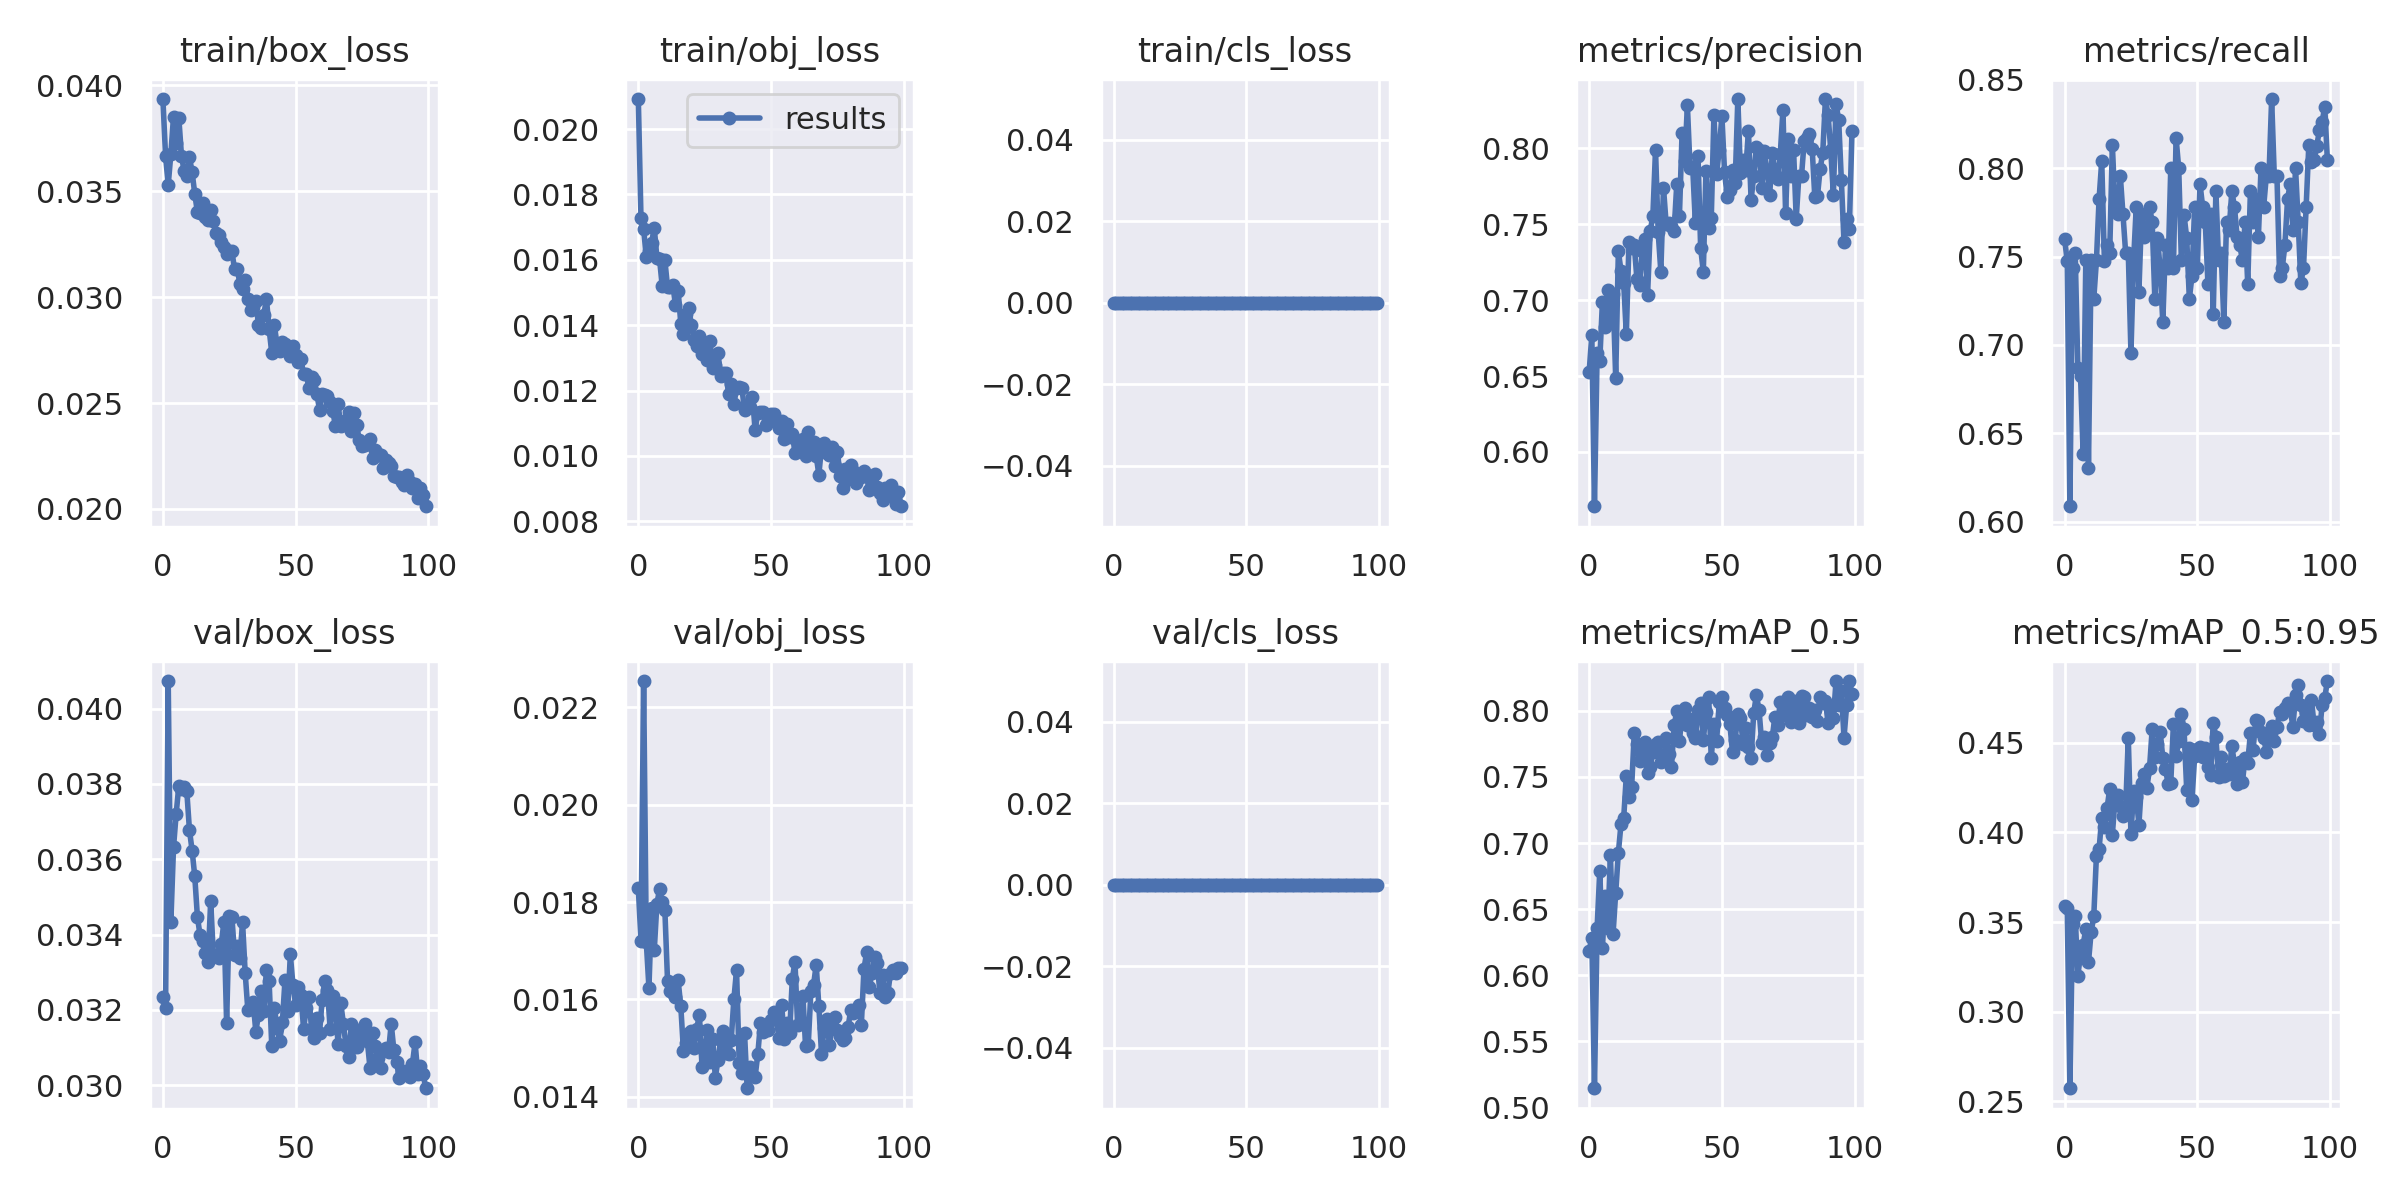 train/box_loss
train/obj_loss
train/cls_loss
metrics/precision
metrics/recall
0.040
0.035
0.030
0.025
0.020
0 50 100
results
0.020
0.018
0.016
0.014
0.012
0.010
0.008
0 50 100
0.04
0.02
0.00
−0.02
−0.04
0 50 100
0.80
0.75
0.70
0.65
0.60
0 50 100
0.85
0.80
0.75
0.70
0.65
0.60
0 50 100
val/box_loss
val/obj_loss
val/cls_loss
metrics/mAP_0.5
metrics/mAP_0.5:0.95
0.040
0.038
0.036
0.034
0.032
0.030
0 50 100
0.022
0.020
0.018
0.016
0.014
0 50 100
0.04
0.02
0.00
−0.02
−0.04
0 50 100
0.80
0.75
0.70
0.65
0.60
0.55
0.50
0 50 100
0.45
0.40
0.35
0.30
0.25
0 50 100